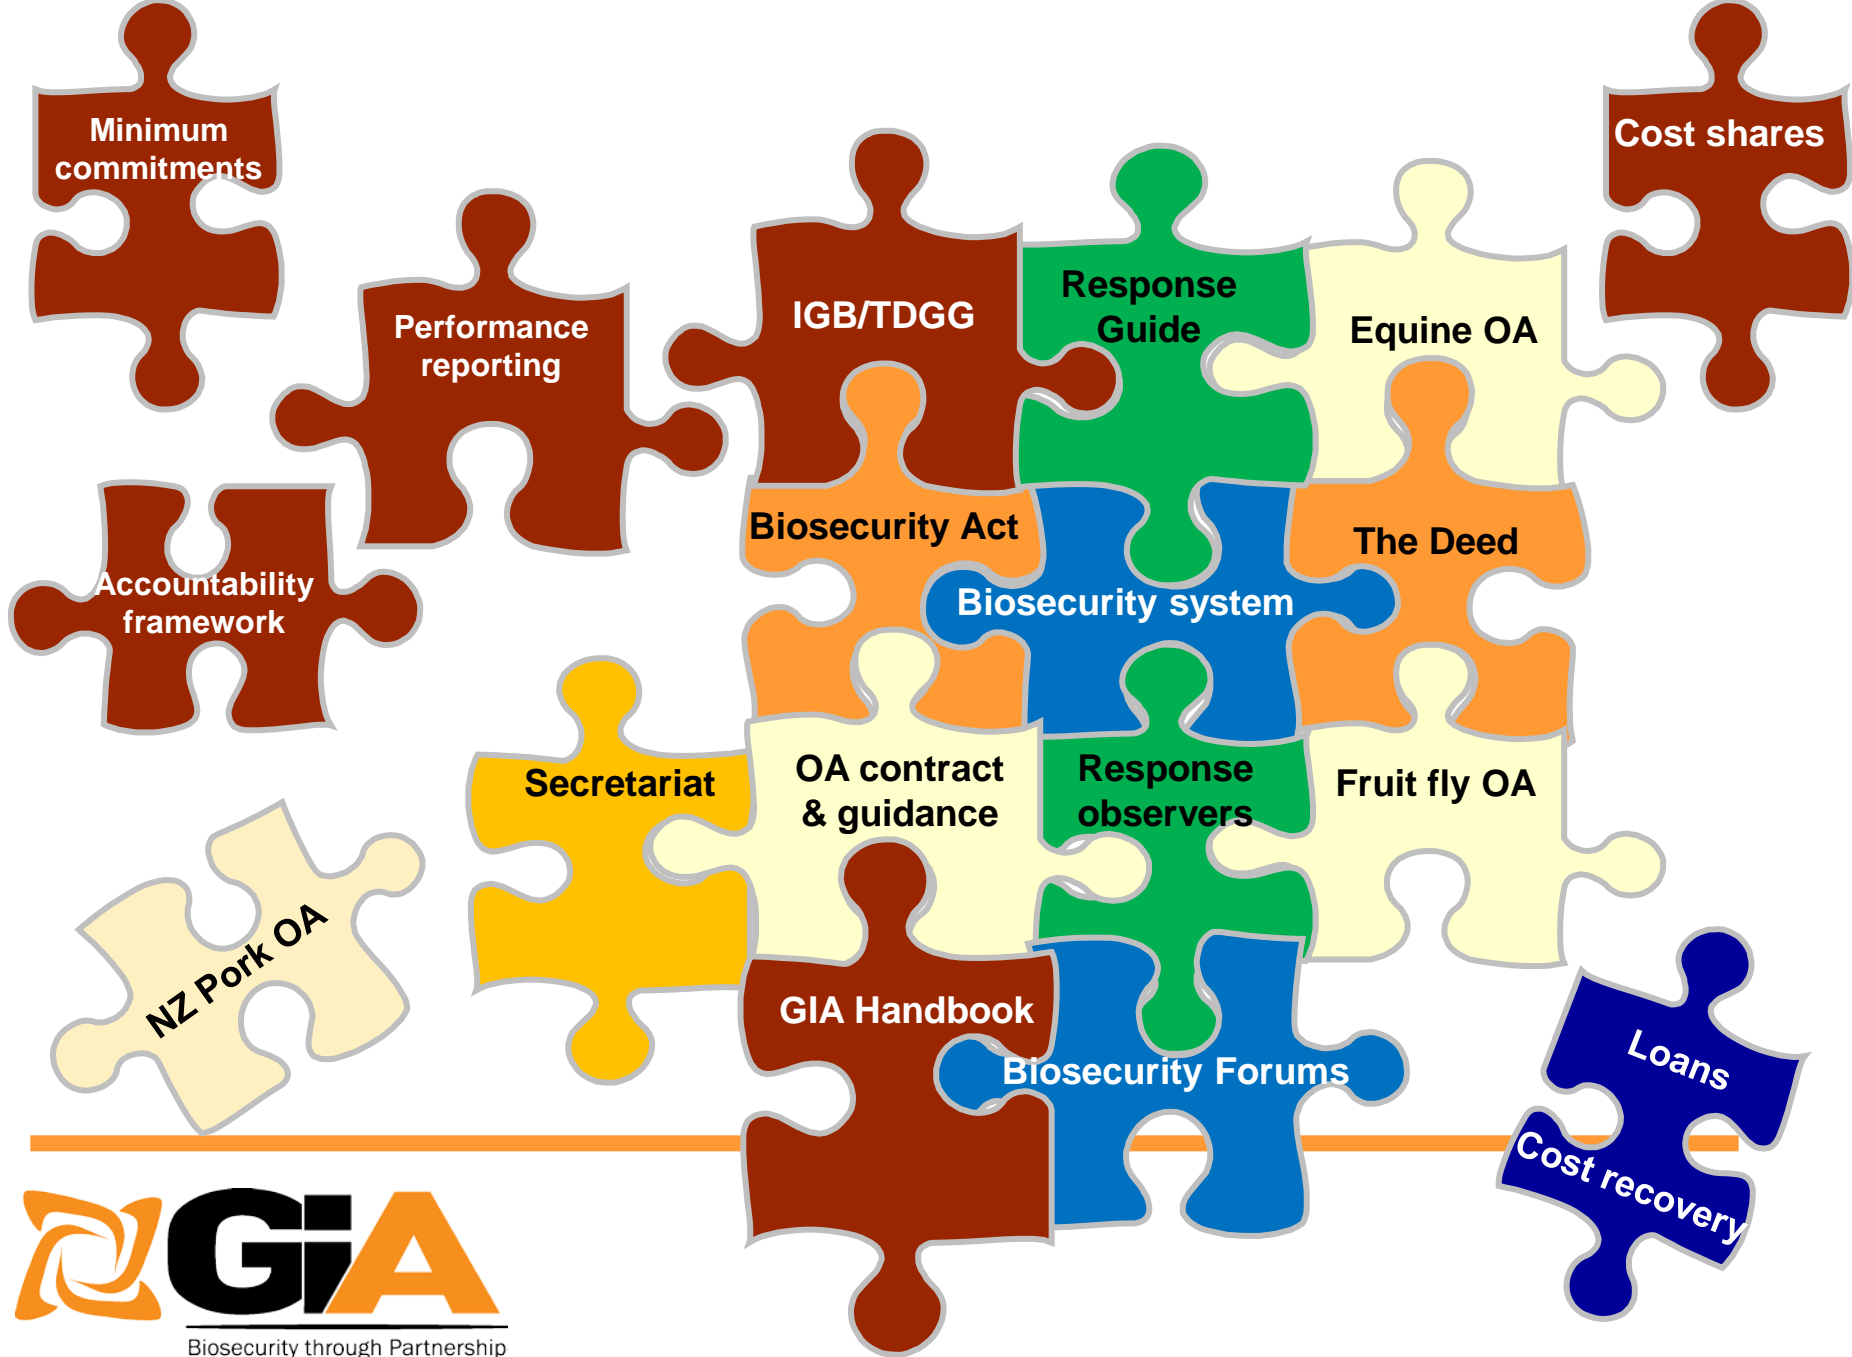 Minimum
commitments
Cost shares
Performance
reporting
IGB/TDGG
Response
Guide
Equine OA
Accountability
framework
Biosecurity Act
Biosecurity system
The Deed
Secretariat
OA contract
& guidance
Response
observers
Fruit fly OA
NZ Pork OA
GIA Handbook
Biosecurity Forums
Loans
Cost recovery
GiA
Biosecurity through Partnership